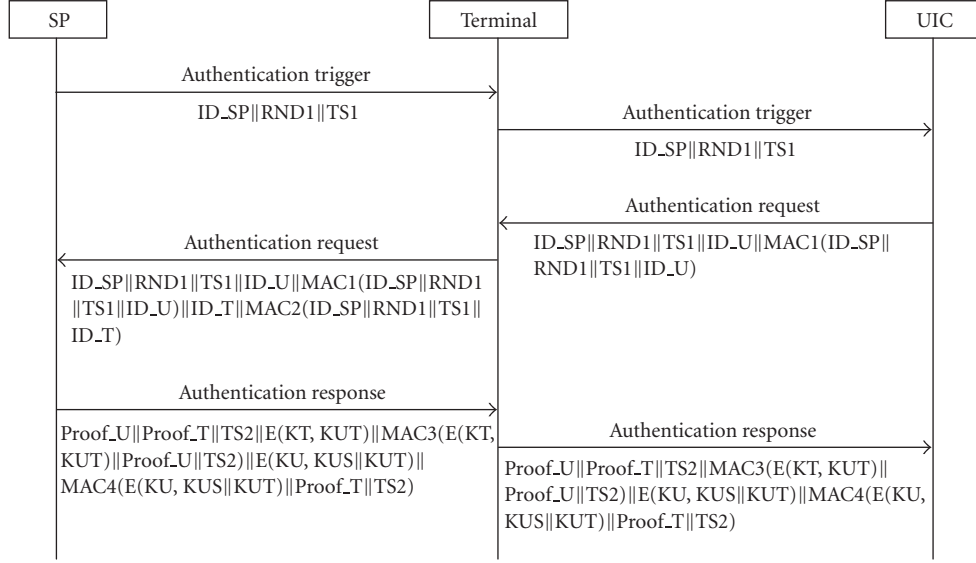 SP
Terminal
UIC
Authentication trigger
ID_SP||RND1||TS1
Authentication trigger
ID_SP||RND1||TS1
Authentication request
ID_SP||RND1||TS1||ID_U||MAC1(ID_SP||
RND1||TS1||ID_U)
Authentication request
ID_SP||RND1||TS1||ID_U||MAC1(ID_SP||RND1
||TS1||ID_U)||ID_T||MAC2(ID_SP||RND1||TS1||
ID_T)
Authentication response
Proof_U||Proof_T||TS2||E(KT, KUT)||MAC3(E(KT,
KUT)||Proof_U||TS2)||E(KU, KUS||KUT)||
MAC4(E(KU, KUS||KUT)||Proof_T||TS2)
Authentication response
Proof_U||Proof_T||TS2||MAC3(E(KT, KUT)||
Proof_U||TS2)||E(KU, KUS||KUT)||MAC4(E(KU,
KUS||KUT)||Proof_T||TS2)